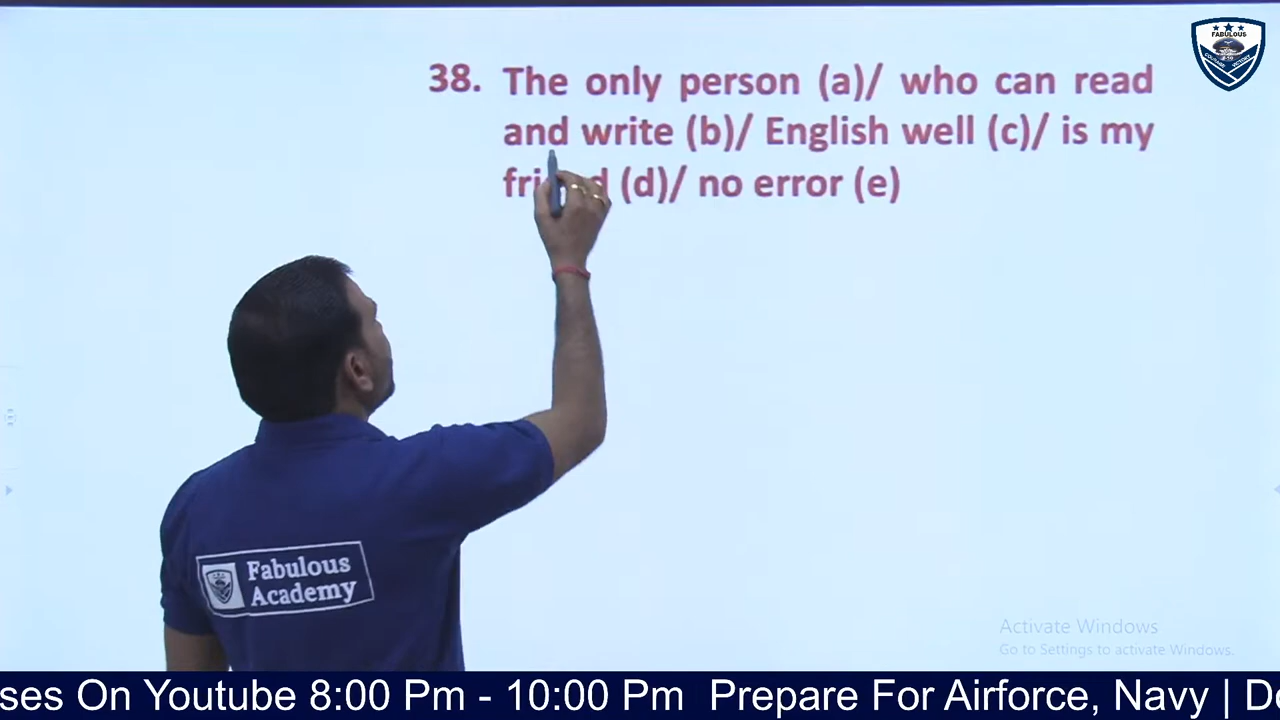 38. The only person (a)/ who can read
and write (b)/ English well (c)/ is my
friend (d)/ no error (e)
FABULOUS
Fabulous
Academy
Activate Windows
Go to Settings to activate Windows.
ses On Youtube 8:00 Pm - 10:00 Pm Prepare For Airforce, Navy | De